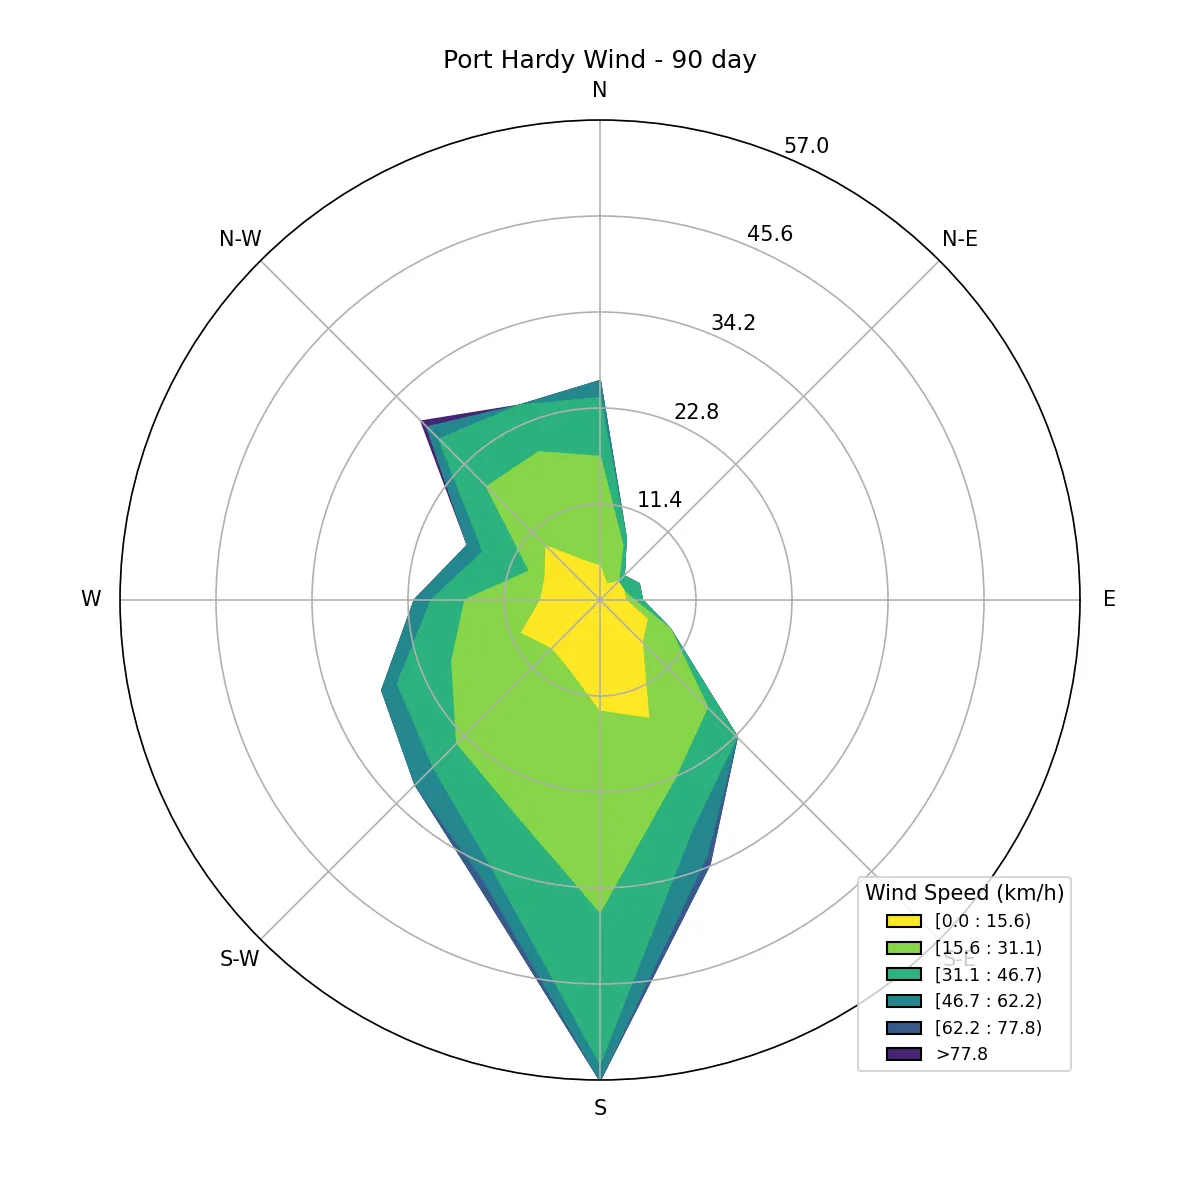 Port Hardy Wind - 90 day
N
57.0
N-W
45.6
N-E
34.2
22.8
11.4
W
E
Wind Speed (km/h)
[0.0 : 15.6)
[15.6 : 31.1)
S-W
S-E
[31.1 : 46.7)
[46.7 : 62.2)
[62.2 : 77.8)
>77.8
S